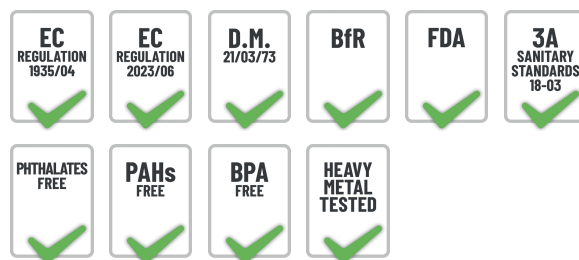 EC
REGULATION
1935/04
EC
REGULATION
2023/06
D.M.
21/03/73
BfR
FDA
3A
SANITARY
STANDARDS
18-03
PHTHALATES
FREE
PAHs
FREE
BPA
FREE
HEAVY
METAL
TESTED